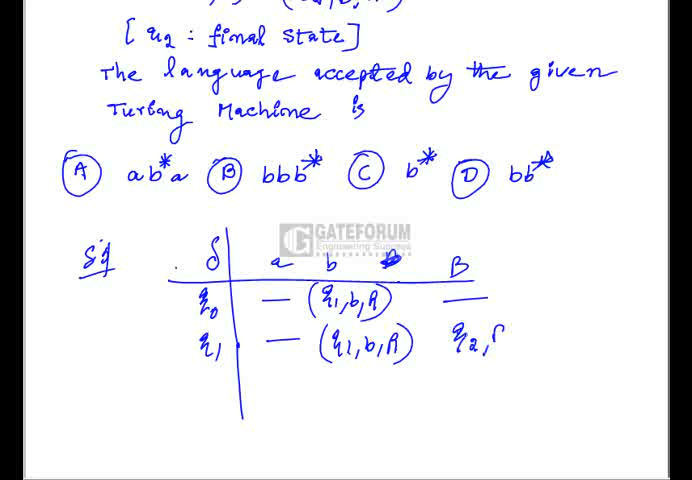 [q2 : final state]
The language accepted by the given
Turing Machine is
A ab*a B bbb* C b* D bb*
GATEFORUM
Engineering Success
Sol
δ a b B
q0 — (q1, b, R) —
q1 — (q1, b, R) q2,